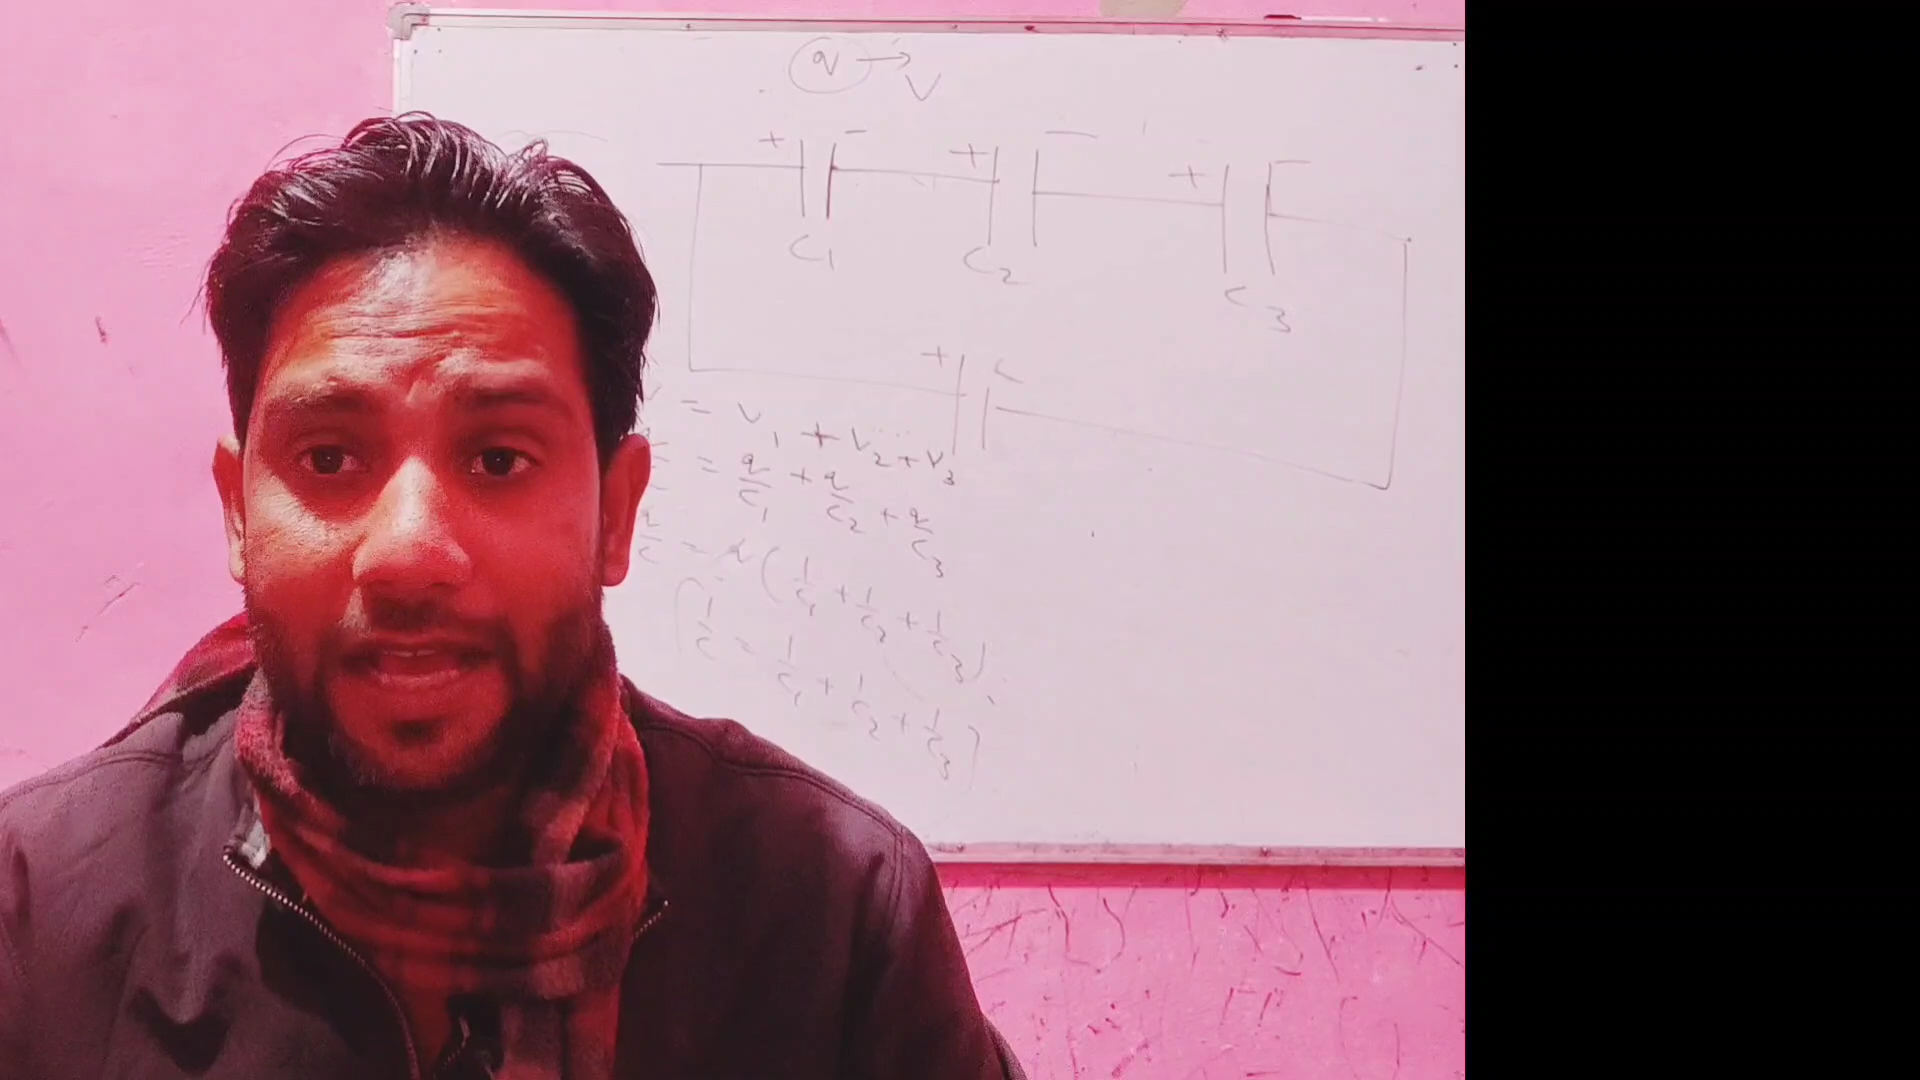 q → V
+ − + − + −
C1 C2 C3
+
C
V = V1 + V2 + V3
= q/C1 + q/C2 + q/C3
q/C = q (1/C1 + 1/C2 + 1/C3)
(1/C = 1/C1 + 1/C2 + 1/C3)